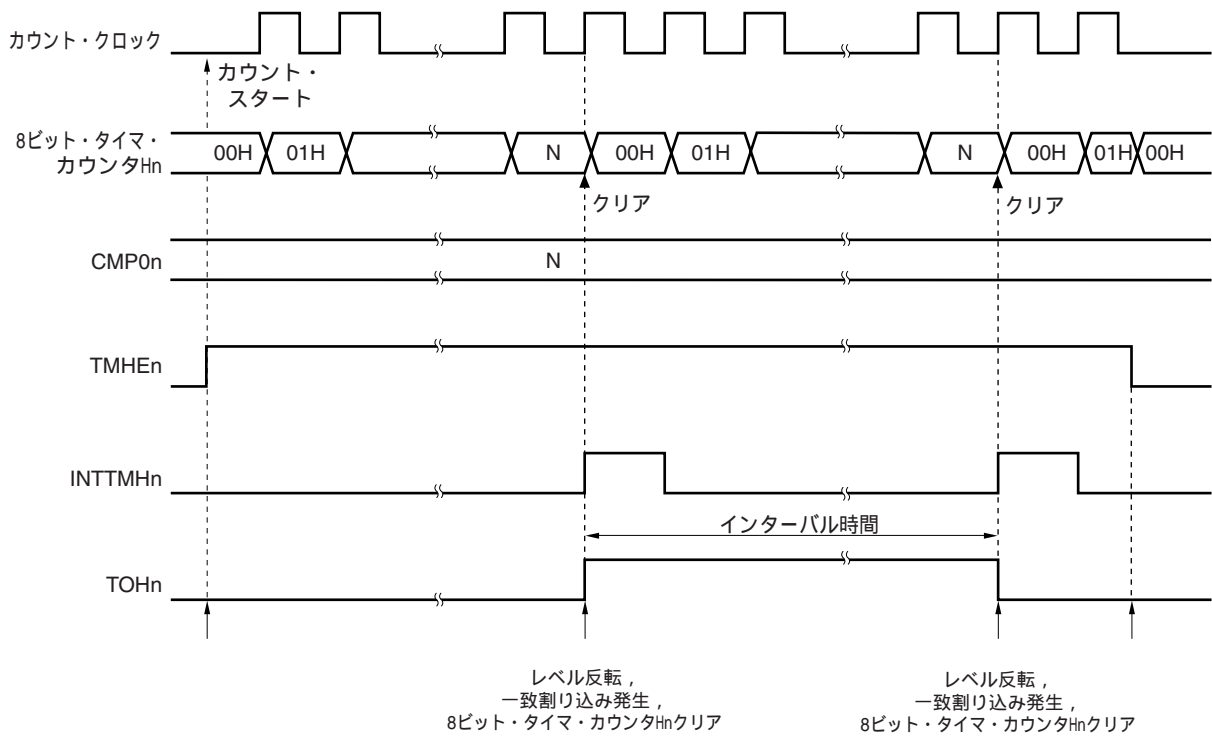 カウント・クロック
カウント・
スタート
8ビット・タイマ・
カウンタHn
00H
01H
N
00H
01H
N
00H
01H
00H
クリア
クリア
CMP0n
N
TMHEn
INTTMHn
インターバル時間
TOHn
レベル反転，
一致割り込み発生，
8ビット・タイマ・カウンタHnクリア
レベル反転，
一致割り込み発生，
8ビット・タイマ・カウンタHnクリア